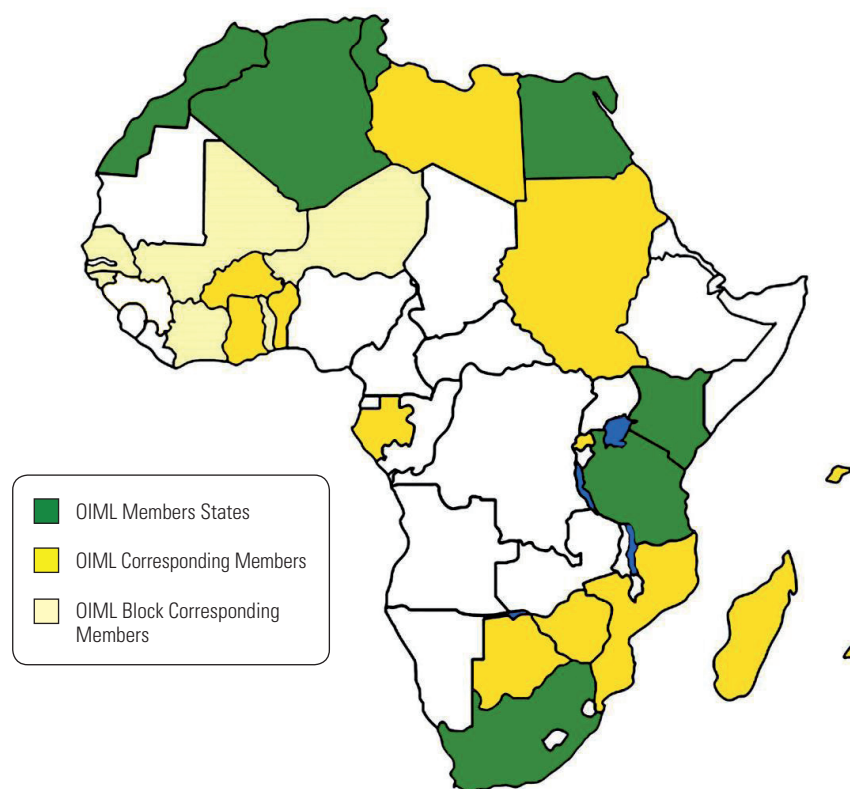 OIML Members States
OIML Corresponding Members
OIML Block Corresponding
Members